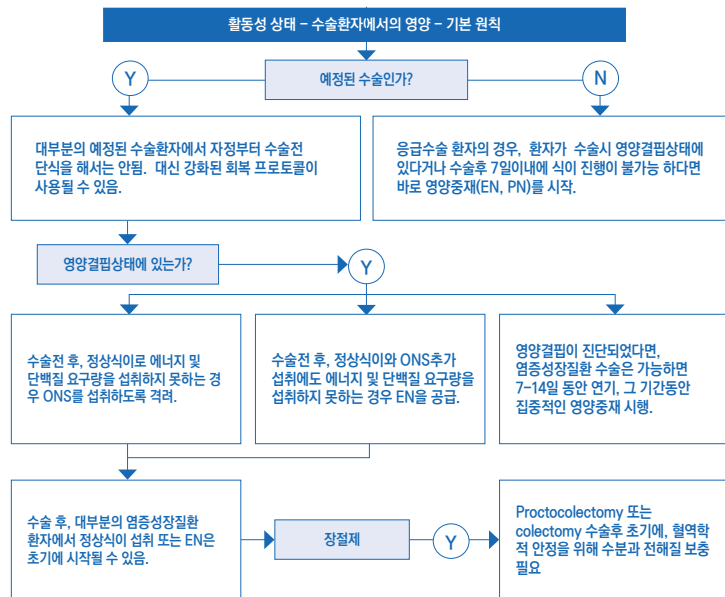 활동성 상태 – 수술환자에서의 영양 – 기본 원칙
Y
예정된 수술인가?
N
대부분의 예정된 수술환자에서 자정부터 수술전
단식을 해서는 안됨. 대신 강화된 회복 프로토콜이
사용될 수 있음.
응급수술 환자의 경우, 환자가 수술시 영양결핍상태에
있다거나 수술후 7일이내에 식이 진행이 불가능 하다면
바로 영양중재(EN, PN)를 시작.
영양결핍상태에 있는가?
Y
수술전 후, 정상식이로 에너지 및
단백질 요구량을 섭취하지 못하는 경
우 ONS를 섭취하도록 격려.
수술전 후, 정상식이와 ONS추가
섭취에도 에너지 및 단백질 요구량을
섭취하지 못하는 경우 EN을 공급.
영양결핍이 진단되었다면,
염증성장질환 수술은 가능하면
7–14일 동안 연기, 그 기간동안
집중적인 영양중재 시행.
수술 후, 대부분의 염증성장질환
환자에서 정상식이 섭취 또는 EN은
초기에 시작될 수 있음.
장절제
Y
Proctocolectomy 또는
colectomy 수술후 초기에, 혈역학
적 안정을 위해 수분과 전해질 보충
필요